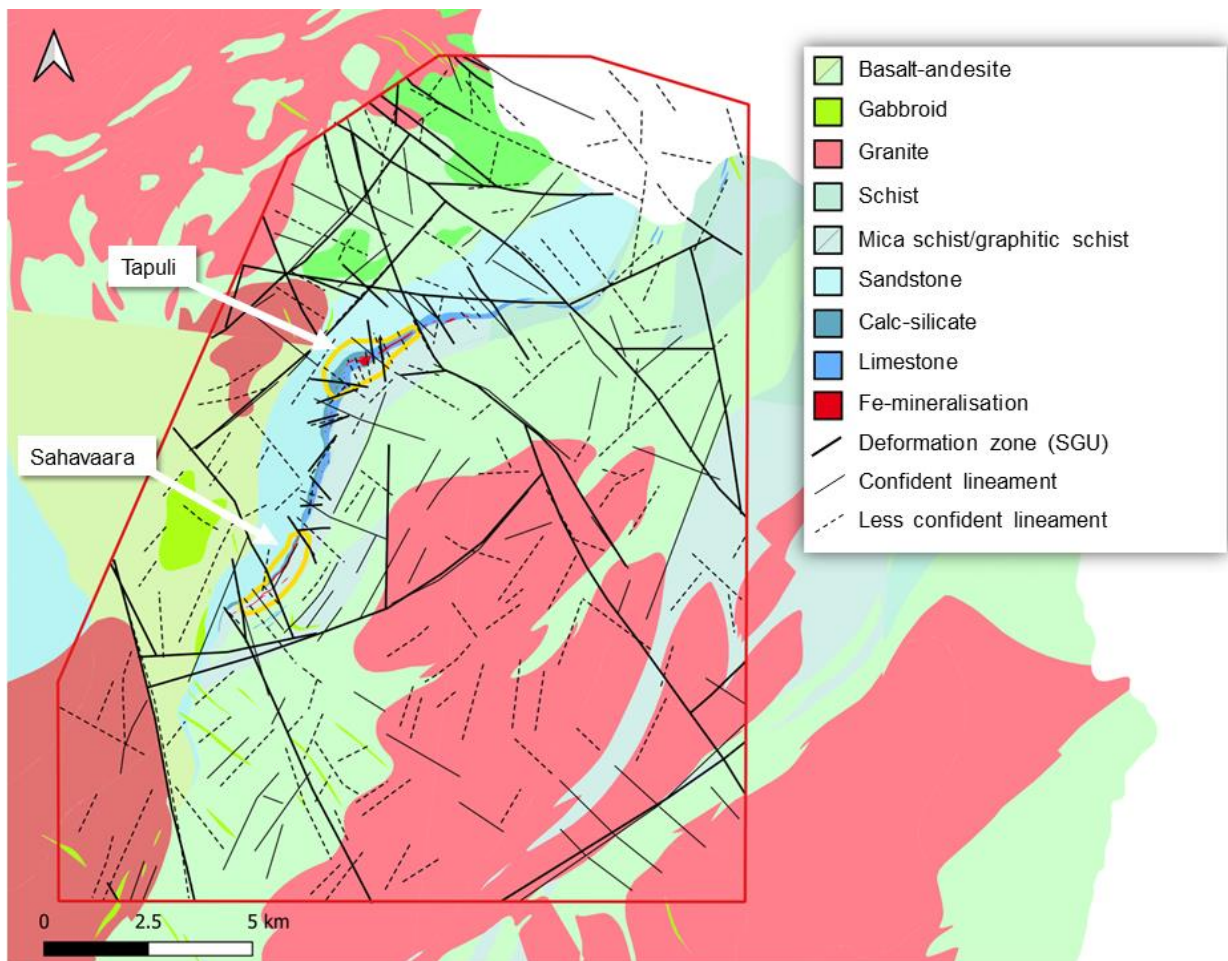 Tapuli
Sahavaara
Basalt-andesite
Gabbroid
Granite
Schist
Mica schist/graphitic schist
Sandstone
Calc-silicate
Limestone
Fe-mineralisation
Deformation zone (SGU)
Confident lineament
Less confident lineament
0 2.5 5 km